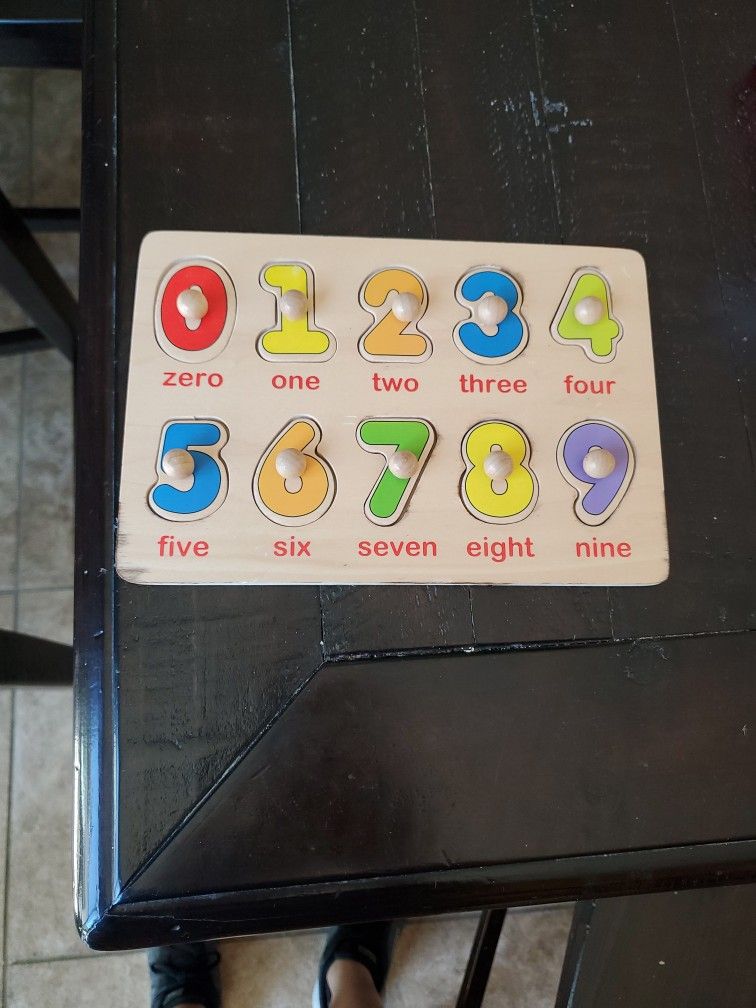 0 1 2 3 4
zero one two three four
5 6 7 8 9
five six seven eight nine